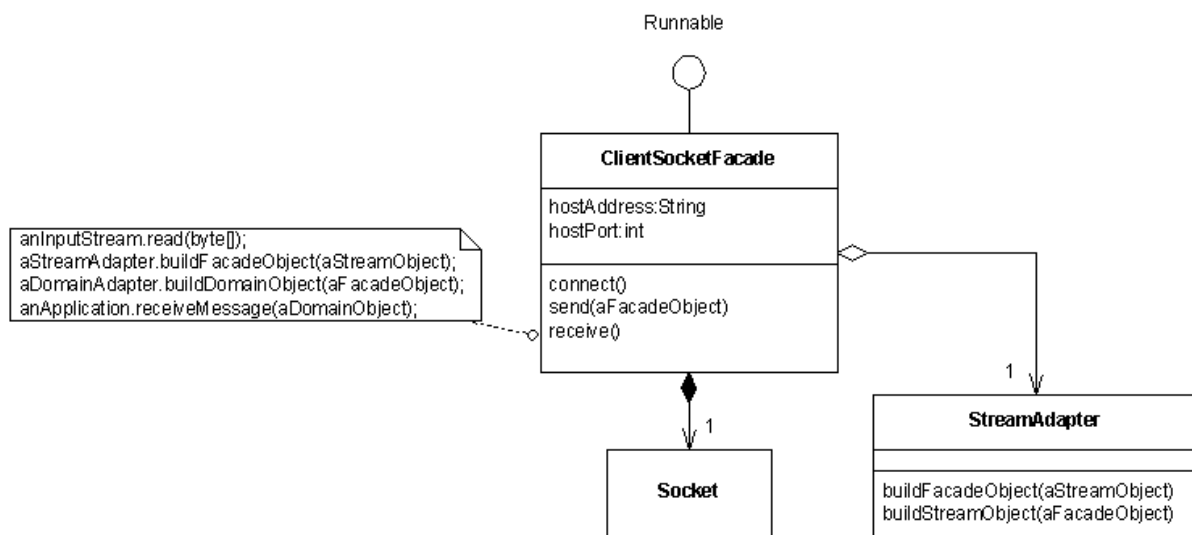 Runnable
ClientSocketFacade
hostAddress:String
hostPort:int
connect()
send(aFacadeObject)
receive()
anInputStream.read(byte[]);
aStreamAdapter.buildFacadeObject(aStreamObject);
aDomainAdapter.buildDomainObject(aFacadeObject);
anApplication.receiveMessage(aDomainObject);
1
1
Socket
StreamAdapter
buildFacadeObject(aStreamObject)
buildStreamObject(aFacadeObject)